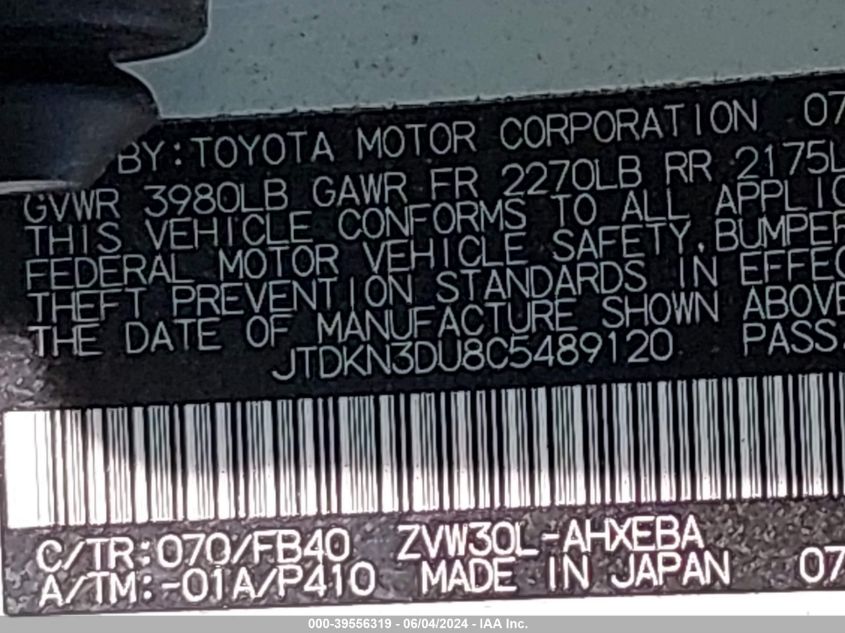 BY:TOYOTA MOTOR CORPORATION 07
GVWR 3980LB GAWR FR 2270LB RR 2175L
THIS VEHICLE CONFORMS TO ALL APPLIC
FEDERAL MOTOR VEHICLE SAFETY, BUMPER
THEFT PREVENTION STANDARDS IN EFFEC
THE DATE OF MANUFACTURE SHOWN ABOVE
JTDKN3DU8C5489120 PASS.
C/TR:070/FB40 ZVW30L-AHXEBA
A/TM:-01A/P410 MADE IN JAPAN 07
000-39556319 - 06/04/2024 - IAA Inc.